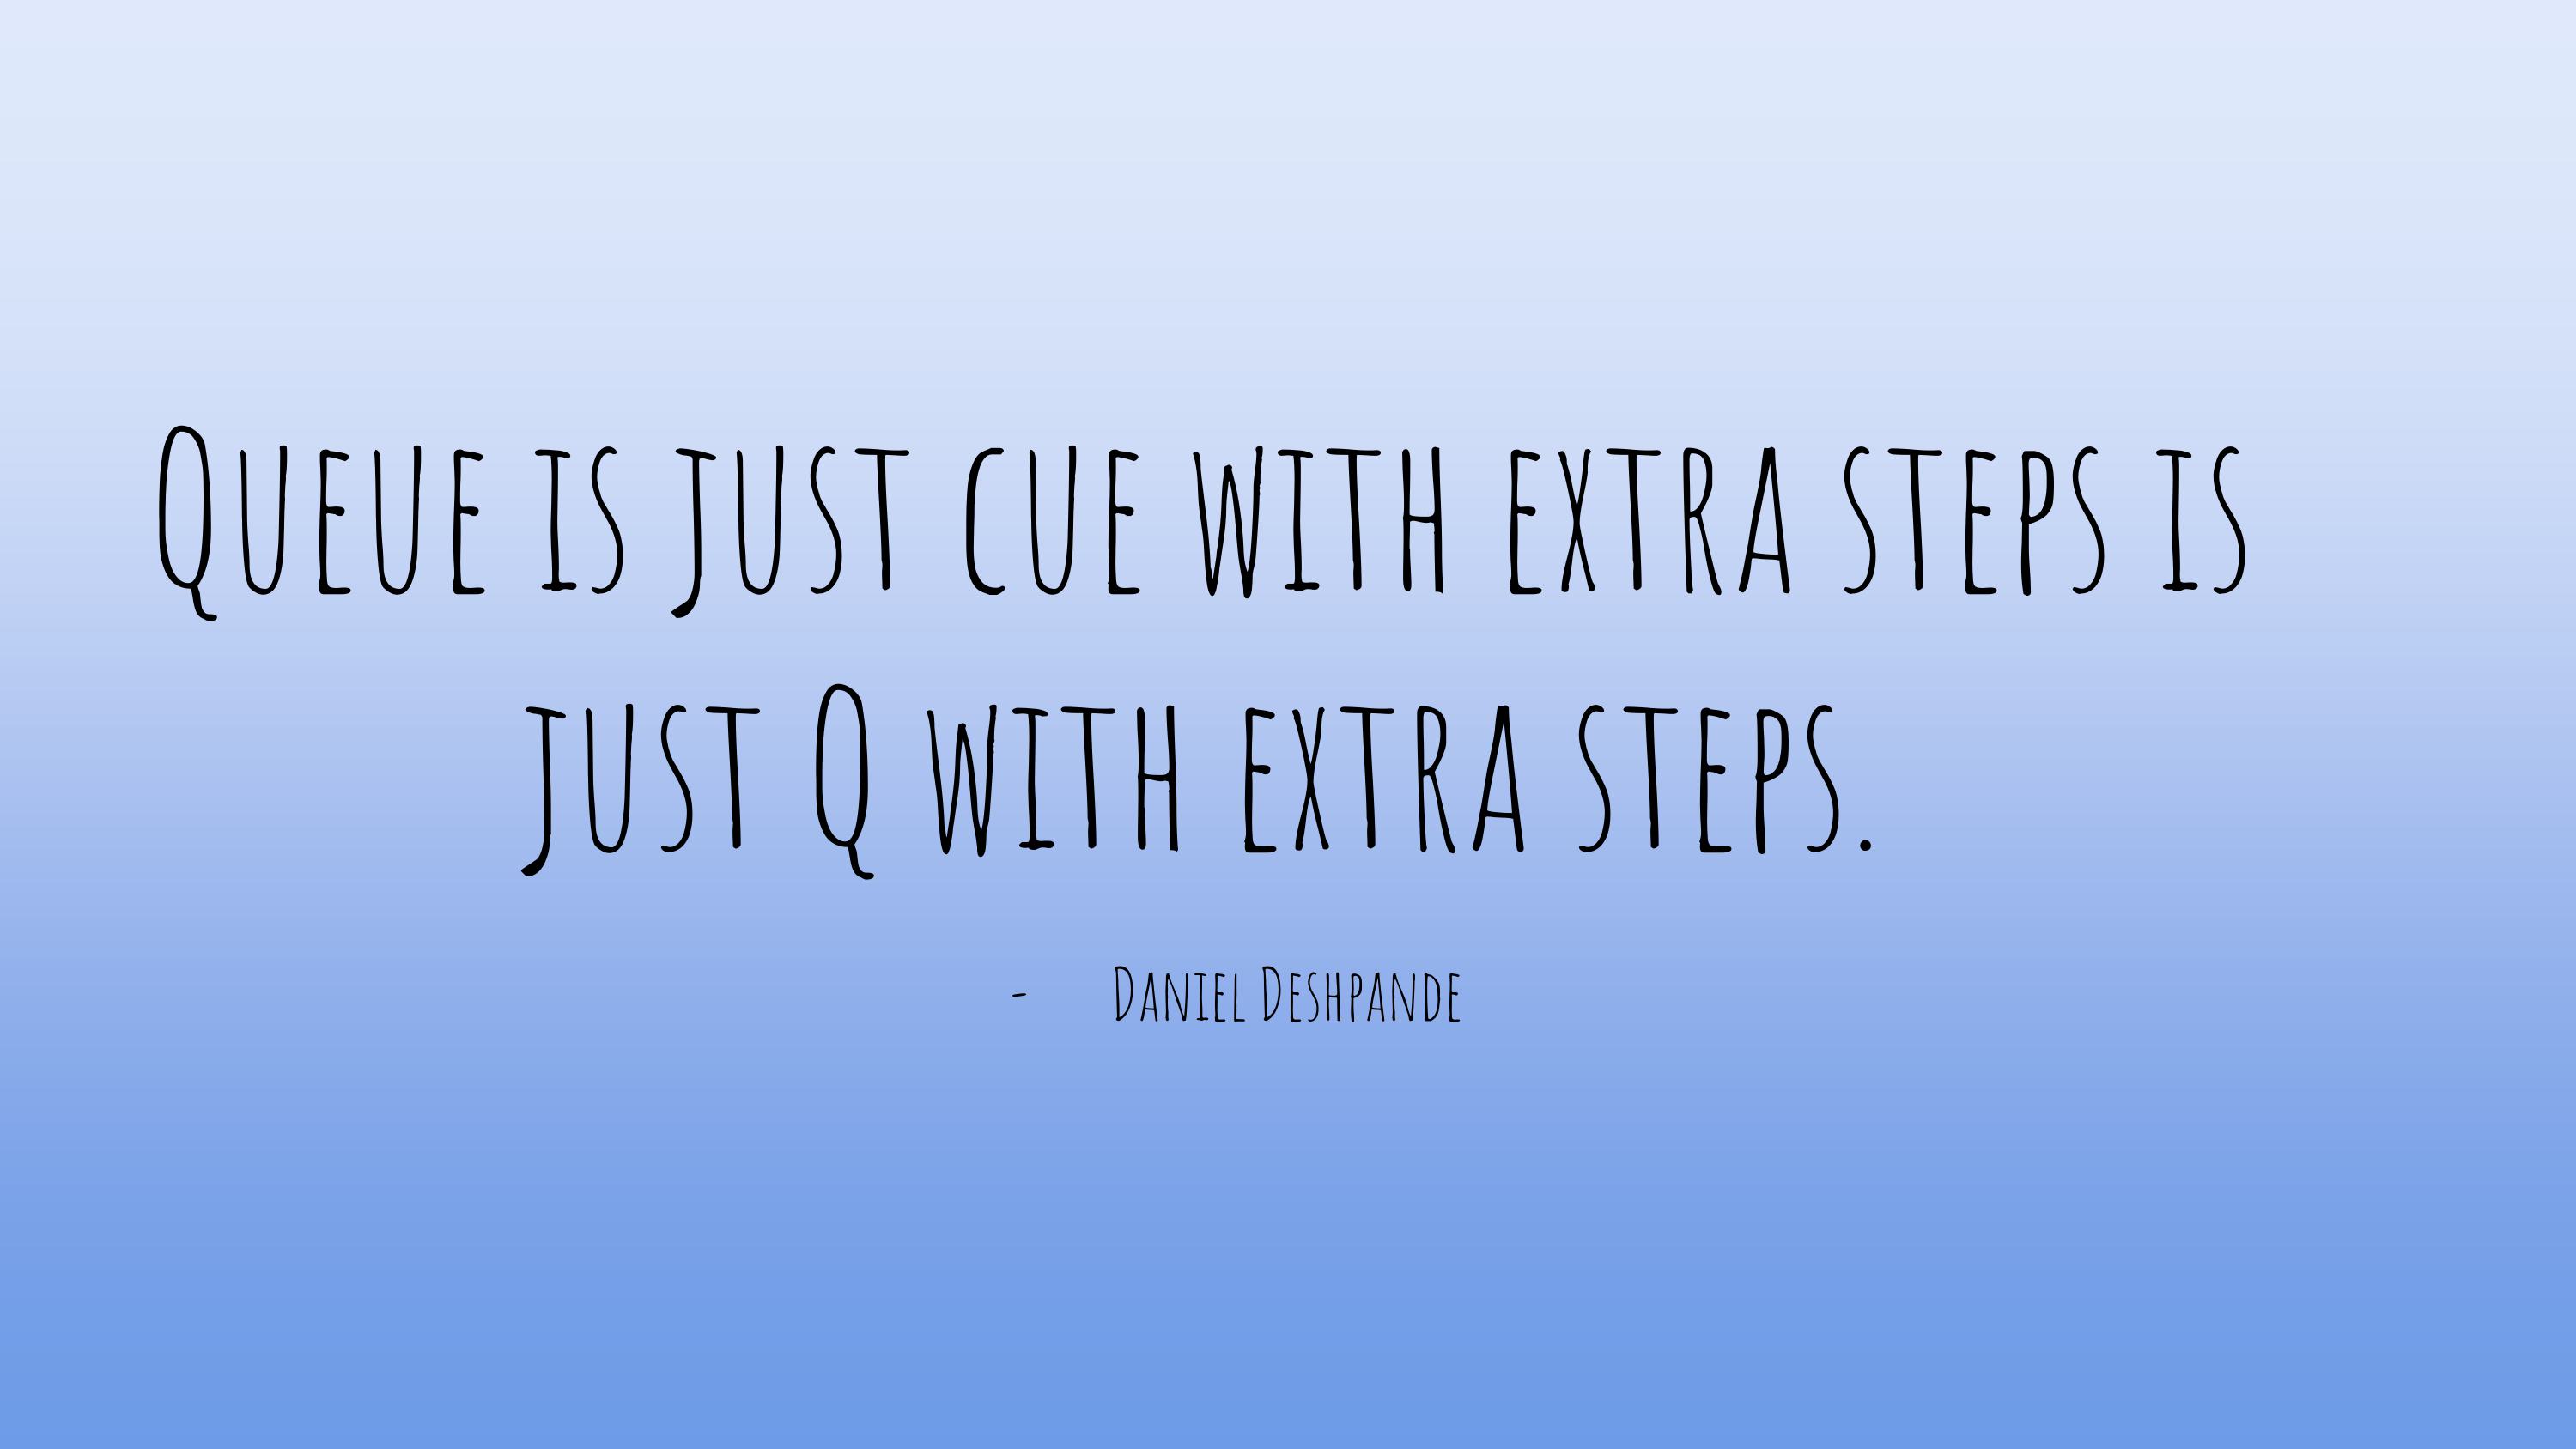 Queue is just cue with extra steps is
just Q with extra steps.
- Daniel Deshpande